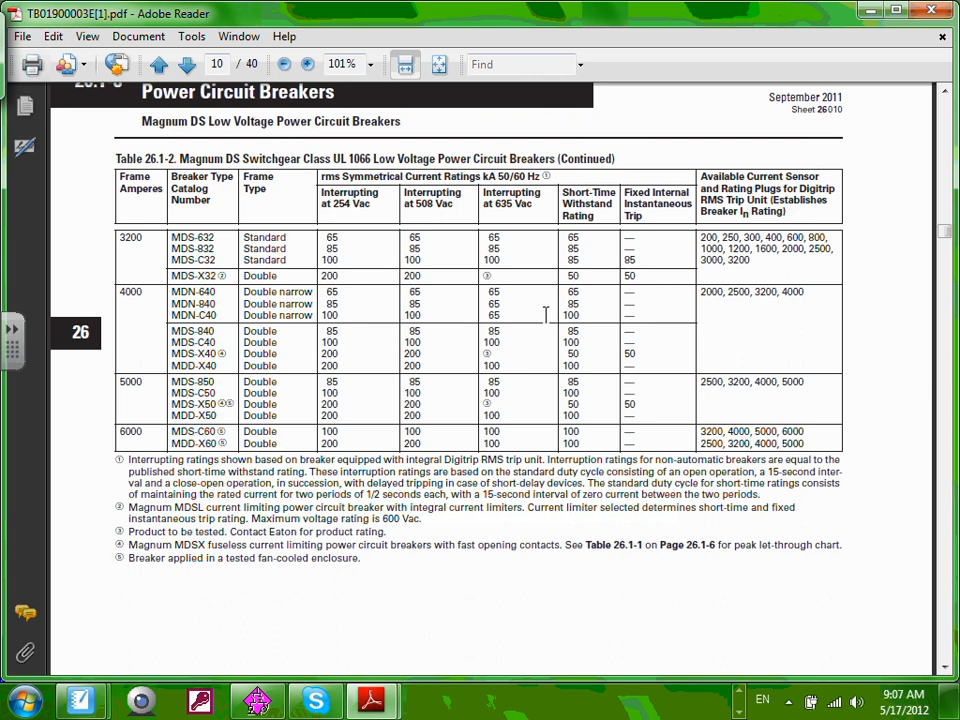 TB01900003E[1].pdf - Adobe Reader
File Edit View Document Tools Window Help
10 / 40 101% Find
Power Circuit Breakers
September 2011
Sheet 26010
Magnum DS Low Voltage Power Circuit Breakers
Table 26.1-2. Magnum DS Switchgear Class UL 1066 Low Voltage Power Circuit Breakers (Continued)
Frame Amperes
Breaker Type Catalog Number
Frame Type
rms Symmetrical Current Ratings kA 50/60 Hz ①
Interrupting at 254 Vac
Interrupting at 508 Vac
Interrupting at 635 Vac
Short-Time Withstand Rating
Fixed Internal Instantaneous Trip
Available Current Sensor and Rating Plugs for Digitrip RMS Trip Unit (Establishes Breaker In Rating)
3200 MDS-632 Standard 65 65 65 65 — 200, 250, 300, 400, 600, 800,
MDS-832 Standard 85 85 85 85 — 1000, 1200, 1600, 2000, 2500,
MDS-C32 Standard 100 100 100 85 85 3000, 3200
MDS-X32 ② Double 200 200 ③ 50 50
4000 MDN-640 Double narrow 65 65 65 65 — 2000, 2500, 3200, 4000
MDN-840 Double narrow 85 85 65 85 —
MDN-C40 Double narrow 100 100 65 100 —
MDS-840 Double 85 85 85 85 —
MDS-C40 Double 100 100 100 100 —
MDS-X40 ④ Double 200 200 ③ 50 50
MDD-X40 Double 200 200 100 100 —
5000 MDS-850 Double 85 85 85 85 — 2500, 3200, 4000, 5000
MDS-C50 Double 100 100 100 100 —
MDS-X50 ④⑤ Double 200 200 ③ 50 50
MDD-X50 Double 200 200 100 100 —
6000 MDS-C60 ⑤ Double 100 100 100 100 — 3200, 4000, 5000, 6000
MDD-X60 ⑤ Double 200 200 100 100 — 2500, 3200, 4000, 5000
26
① Interrupting ratings shown based on breaker equipped with integral Digitrip RMS trip unit. Interruption ratings for non-automatic breakers are equal to the
published short-time withstand rating. These interruption ratings are based on the standard duty cycle consisting of an open operation, a 15-second inter-
val and a close-open operation, in succession, with delayed tripping in case of short-delay devices. The standard duty cycle for short-time ratings consists
of maintaining the rated current for two periods of 1/2 seconds each, with a 15-second interval of zero current between the two periods.
② Magnum MDSL current limiting power circuit breaker with integral current limiters. Current limiter selected determines short-time and fixed
instantaneous trip rating. Maximum voltage rating is 600 Vac.
③ Product to be tested. Contact Eaton for product rating.
④ Magnum MDSX fuseless current limiting power circuit breakers with fast opening contacts. See Table 26.1-1 on Page 26.1-6 for peak let-through chart.
⑤ Breaker applied in a tested fan-cooled enclosure.
EN
9:07 AM
5/17/2012